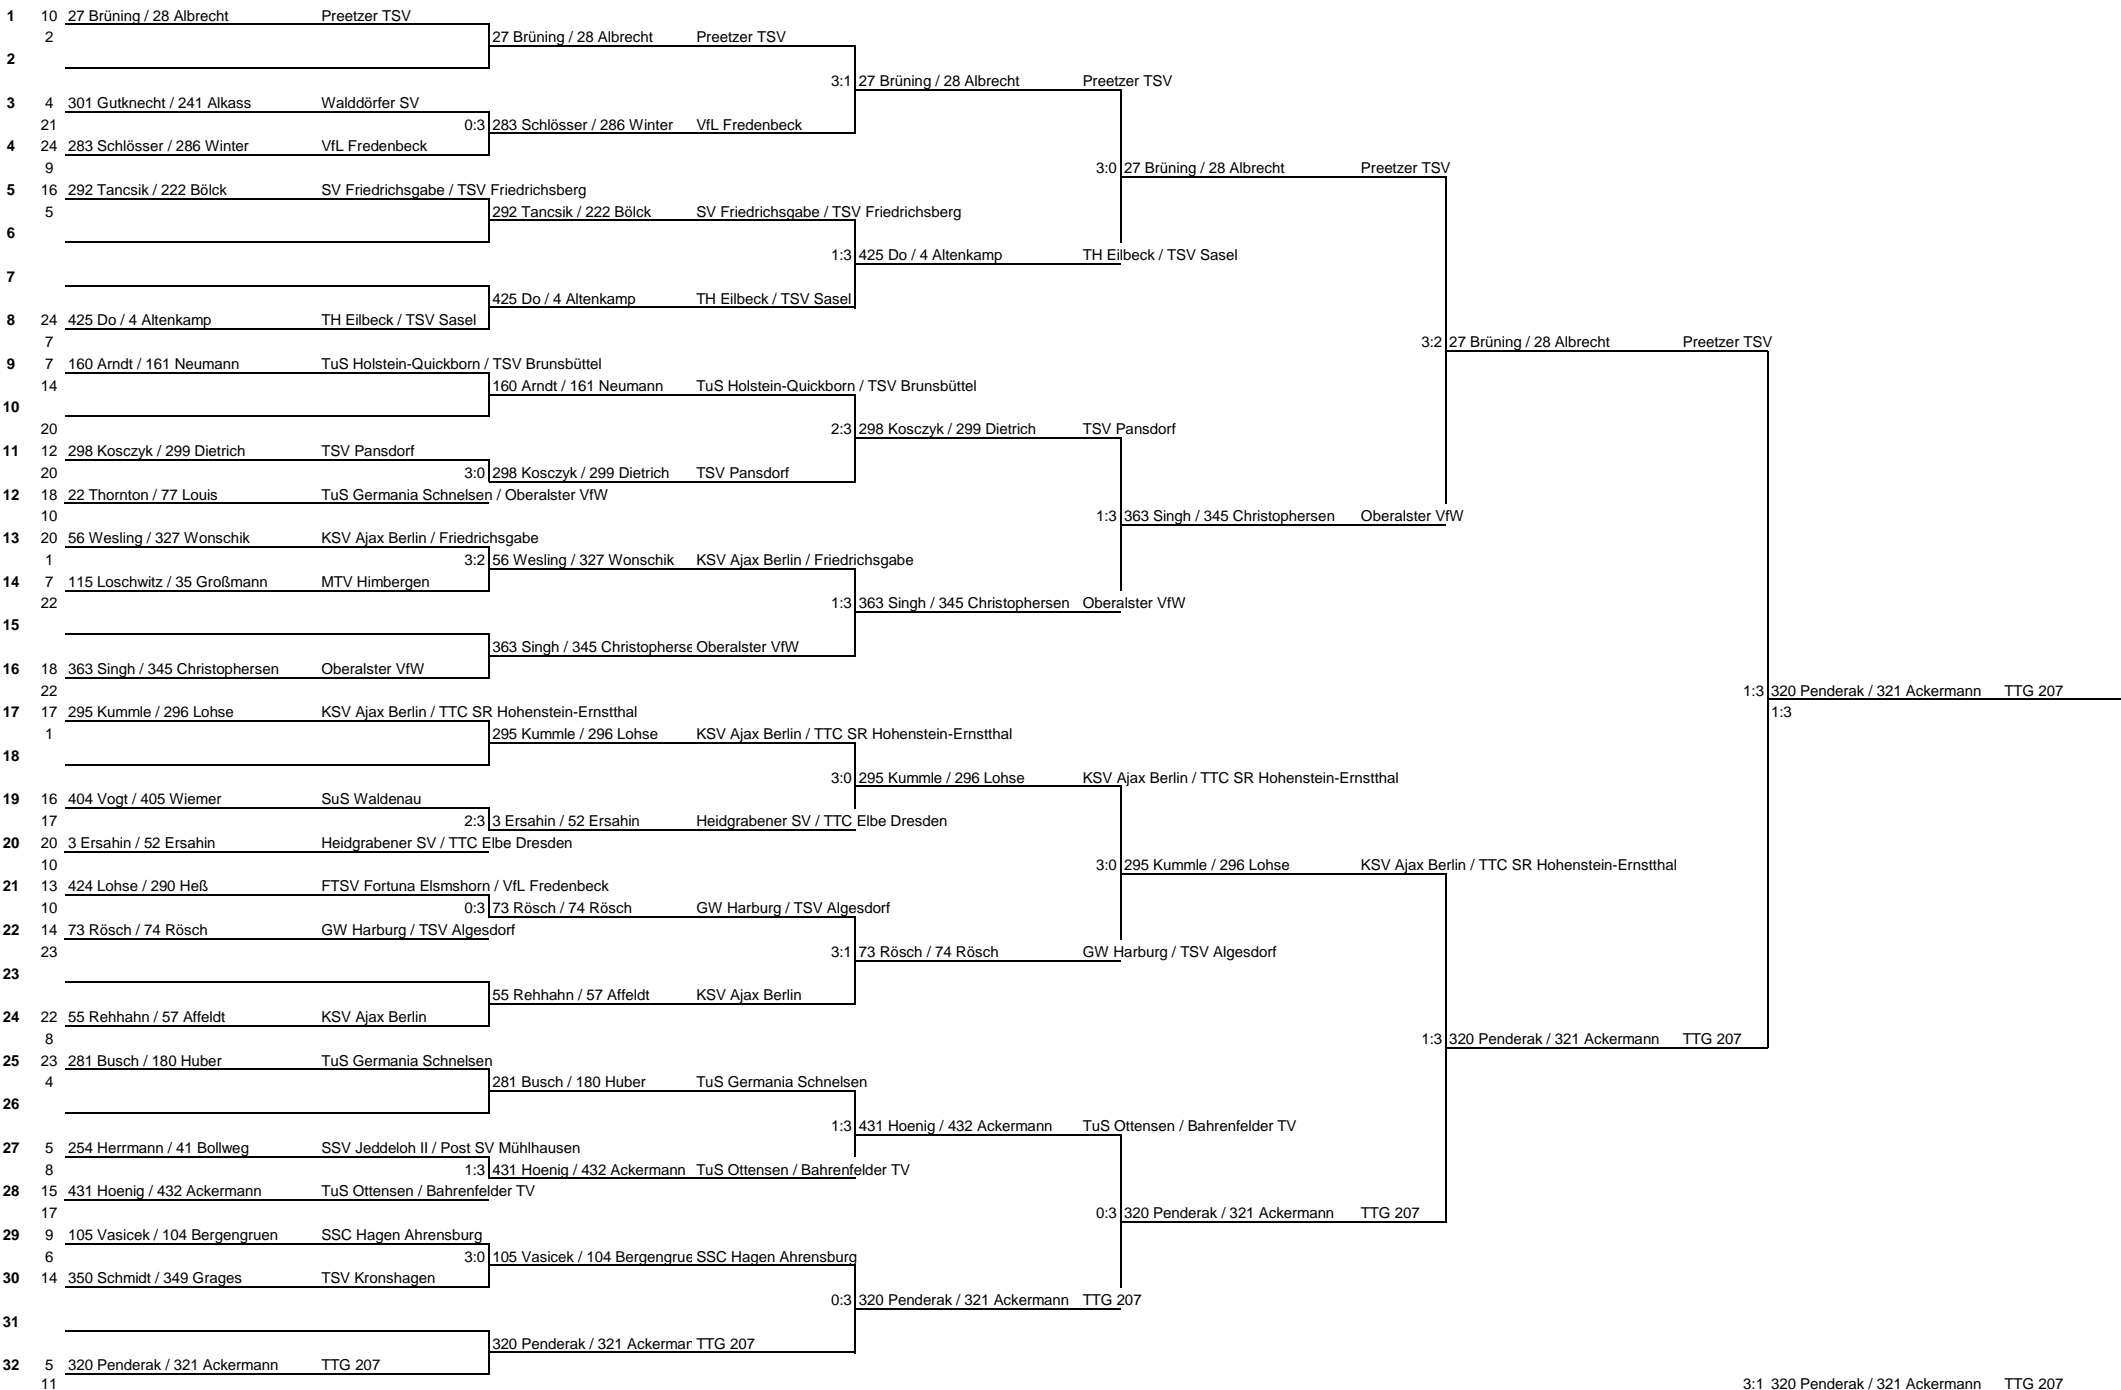 1 10 27 Brüning / 28 Albrecht Preetzer TSV
2 27 Brüning / 28 Albrecht Preetzer TSV
2
3:1 27 Brüning / 28 Albrecht Preetzer TSV
3 4 301 Gutknecht / 241 Alkass Walddörfer SV
21 0:3 283 Schlösser / 286 Winter VfL Fredenbeck
4 24 283 Schlösser / 286 Winter VfL Fredenbeck
9 3:0 27 Brüning / 28 Albrecht Preetzer TSV
5 16 292 Tancsik / 222 Bölck SV Friedrichsgabe / TSV Friedrichsberg
5 292 Tancsik / 222 Bölck SV Friedrichsgabe / TSV Friedrichsberg
6
1:3 425 Do / 4 Altenkamp TH Eilbeck / TSV Sasel
7
425 Do / 4 Altenkamp TH Eilbeck / TSV Sasel
8 24 425 Do / 4 Altenkamp TH Eilbeck / TSV Sasel
7 3:2 27 Brüning / 28 Albrecht Preetzer TSV
9 7 160 Arndt / 161 Neumann TuS Holstein-Quickborn / TSV Brunsbüttel
14 160 Arndt / 161 Neumann TuS Holstein-Quickborn / TSV Brunsbüttel
10
20 2:3 298 Kosczyk / 299 Dietrich TSV Pansdorf
11 12 298 Kosczyk / 299 Dietrich TSV Pansdorf
20 3:0 298 Kosczyk / 299 Dietrich TSV Pansdorf
12 18 22 Thornton / 77 Louis TuS Germania Schnelsen / Oberalster VfW
10 1:3 363 Singh / 345 Christophersen Oberalster VfW
13 20 56 Wesling / 327 Wonschik KSV Ajax Berlin / Friedrichsgabe
1 3:2 56 Wesling / 327 Wonschik KSV Ajax Berlin / Friedrichsgabe
14 7 115 Loschwitz / 35 Großmann MTV Himbergen
22 1:3 363 Singh / 345 Christophersen Oberalster VfW
15
363 Singh / 345 Christopherse Oberalster VfW
16 18 363 Singh / 345 Christophersen Oberalster VfW
22 1:3 320 Penderak / 321 Ackermann TTG 207
17 17 295 Kummle / 296 Lohse KSV Ajax Berlin / TTC SR Hohenstein-Ernstthal 1:3
1 295 Kummle / 296 Lohse KSV Ajax Berlin / TTC SR Hohenstein-Ernstthal
18
3:0 295 Kummle / 296 Lohse KSV Ajax Berlin / TTC SR Hohenstein-Ernstthal
19 16 404 Vogt / 405 Wiemer SuS Waldenau
17 2:3 3 Ersahin / 52 Ersahin Heidgrabener SV / TTC Elbe Dresden
20 20 3 Ersahin / 52 Ersahin Heidgrabener SV / TTC Elbe Dresden
10 3:0 295 Kummle / 296 Lohse KSV Ajax Berlin / TTC SR Hohenstein-Ernstthal
21 13 424 Lohse / 290 Heß FTSV Fortuna Elsmshorn / VfL Fredenbeck
10 0:3 73 Rösch / 74 Rösch GW Harburg / TSV Algesdorf
22 14 73 Rösch / 74 Rösch GW Harburg / TSV Algesdorf
23 3:1 73 Rösch / 74 Rösch GW Harburg / TSV Algesdorf
23
55 Rehhahn / 57 Affeldt KSV Ajax Berlin
24 22 55 Rehhahn / 57 Affeldt KSV Ajax Berlin
8 1:3 320 Penderak / 321 Ackermann TTG 207
25 23 281 Busch / 180 Huber TuS Germania Schnelsen
4 281 Busch / 180 Huber TuS Germania Schnelsen
26
1:3 431 Hoenig / 432 Ackermann TuS Ottensen / Bahrenfelder TV
27 5 254 Herrmann / 41 Bollweg SSV Jeddeloh II / Post SV Mühlhausen
8 1:3 431 Hoenig / 432 Ackermann TuS Ottensen / Bahrenfelder TV
28 15 431 Hoenig / 432 Ackermann TuS Ottensen / Bahrenfelder TV
17 0:3 320 Penderak / 321 Ackermann TTG 207
29 9 105 Vasicek / 104 Bergengruen SSC Hagen Ahrensburg
6 3:0 105 Vasicek / 104 Bergengrue SSC Hagen Ahrensburg
30 14 350 Schmidt / 349 Grages TSV Kronshagen
0:3 320 Penderak / 321 Ackermann TTG 207
31
320 Penderak / 321 Ackermar TTG 207
32 5 320 Penderak / 321 Ackermann TTG 207
11 3:1 320 Penderak / 321 Ackermann TTG 207